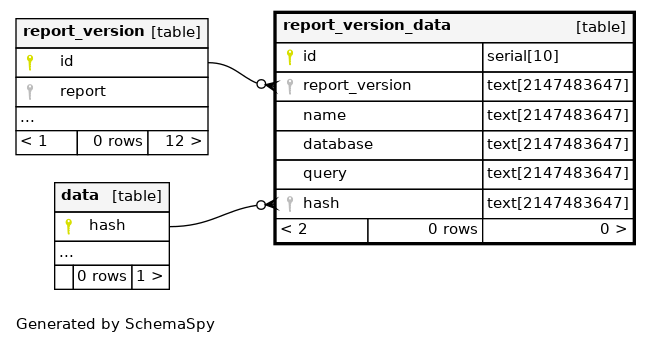 report_version [table]
id
report
...
< 1 0 rows 12 >
data [table]
hash
...
0 rows 1 >
report_version_data [table]
id serial[10]
report_version text[2147483647]
name text[2147483647]
database text[2147483647]
query text[2147483647]
hash text[2147483647]
< 2 0 rows 0 >
Generated by SchemaSpy